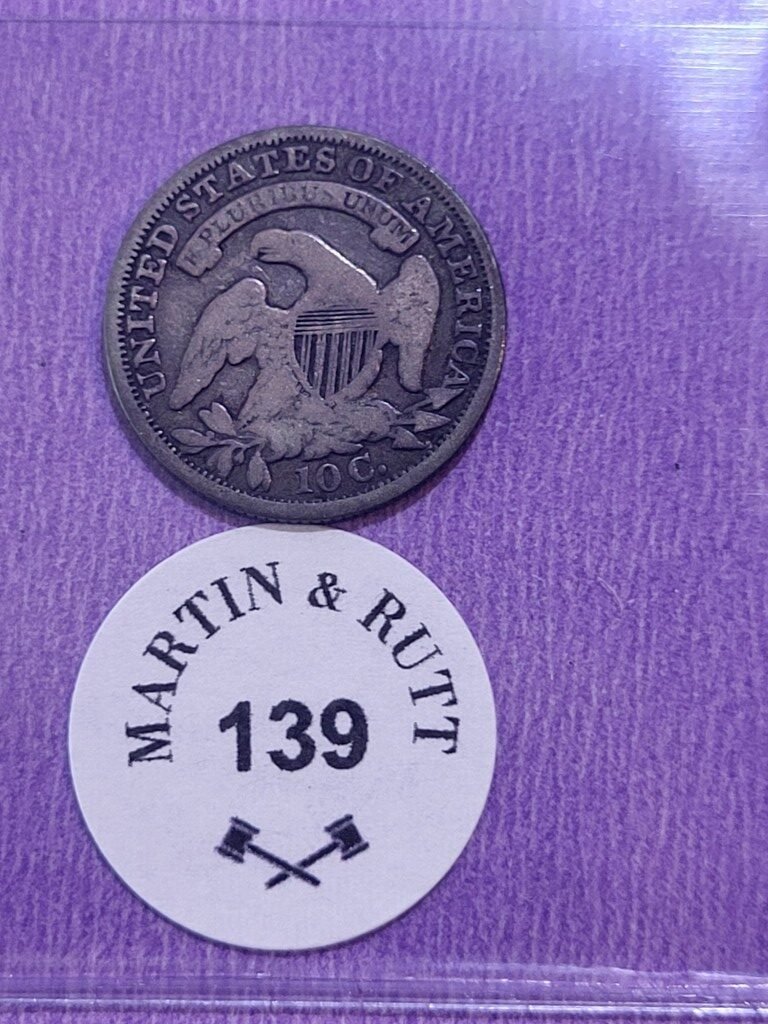 UNITED STATES OF AMERICA
E PLURIBUS UNUM
10 C.
MARTIN & RUTT
139